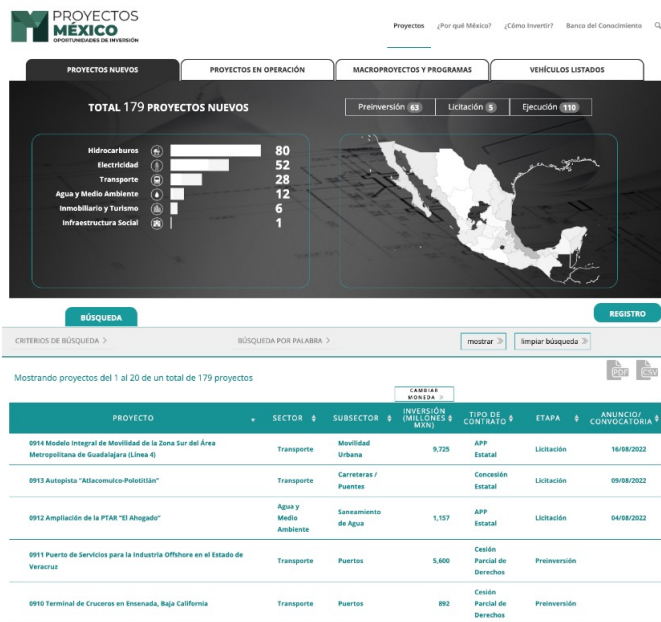 PROYECTOS
MÉXICO
OPORTUNIDADES DE INVERSIÓN
Proyectos ¿Por qué México? ¿Cómo Invertir? Banco del Conocimiento
PROYECTOS NUEVOS PROYECTOS EN OPERACIÓN MACROPROYECTOS Y PROGRAMAS VEHÍCULOS LISTADOS
TOTAL 179 PROYECTOS NUEVOS
Preinversión 63 Licitación 5 Ejecución 110
Hidrocarburos 80
Electricidad 52
Transporte 28
Agua y Medio Ambiente 12
Inmobiliario y Turismo 6
Infraestructura Social 1
BÚSQUEDA
REGISTRO
CRITERIOS DE BÚSQUEDA > BÚSQUEDA POR PALABRA > mostrar » limpiar búsqueda »
Mostrando proyectos del 1 al 20 de un total de 179 proyectos
PDF CSV
CAMBIAR
MONEDA »
PROYECTO SECTOR SUBSECTOR INVERSIÓN (MILLONES MXN) TIPO DE CONTRATO ETAPA ANUNCIO/ CONVOCATORIA
0914 Modelo Integral de Movilidad de la Zona Sur del Área
Metropolitana de Guadalajara (Línea 4)
Transporte
Movilidad
Urbana
9,725
APP
Estatal
Licitación
16/08/2022
0913 Autopista "Atlacomulco-Polotitlán"
Transporte
Carreteras /
Puentes
Concesión
Estatal
Licitación
09/08/2022
0912 Ampliación de la PTAR "El Ahogado"
Agua y
Medio
Ambiente
Saneamiento
de Agua
1,157
APP
Estatal
Licitación
04/08/2022
0911 Puerto de Servicios para la Industria Offshore en el Estado de
Veracruz
Transporte
Puertos
5,600
Cesión
Parcial de
Derechos
Preinversión
0910 Terminal de Cruceros en Ensenada, Baja California
Transporte
Puertos
892
Cesión
Parcial de
Derechos
Preinversión